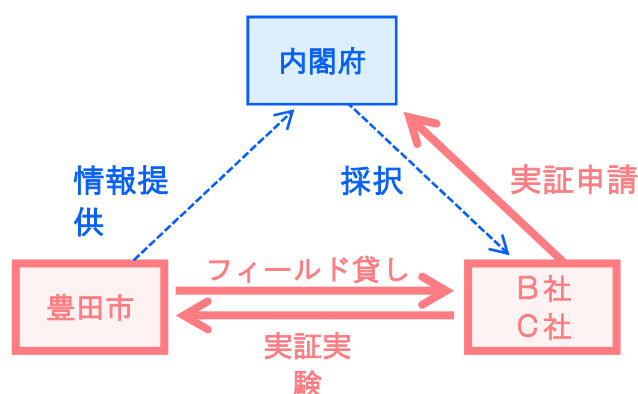 内閣府
情報提
供
採択
実証申請
フィールド貸し
豊田市
B社
C社
実証実
験